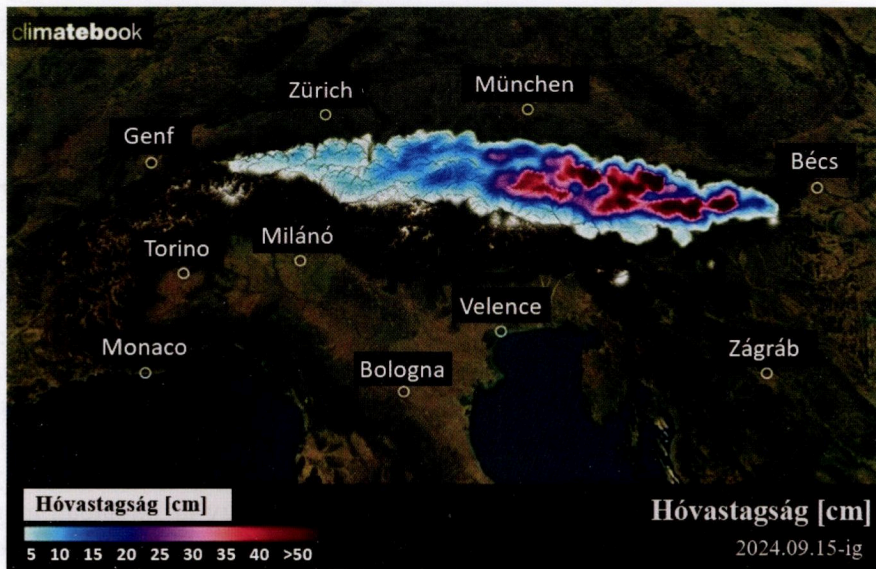 climatebook
Zürich
München
Genf
Bécs
Torino
Milánó
Velence
Monaco
Bologna
Zágráb
Hóvastagság [cm]
5 10 15 20 25 30 35 40 >50
Hóvastagság [cm]
2024.09.15-ig